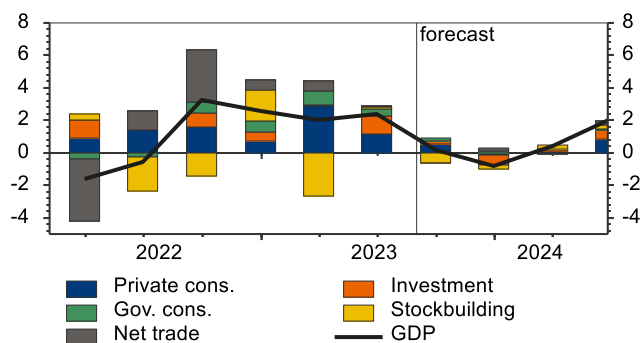 8 8
forecast
6 6
4 4
2 2
0 0
-2 -2
-4 -4
2022 2023 2024
Private cons. Investment
Gov. cons. Stockbuilding
Net trade GDP